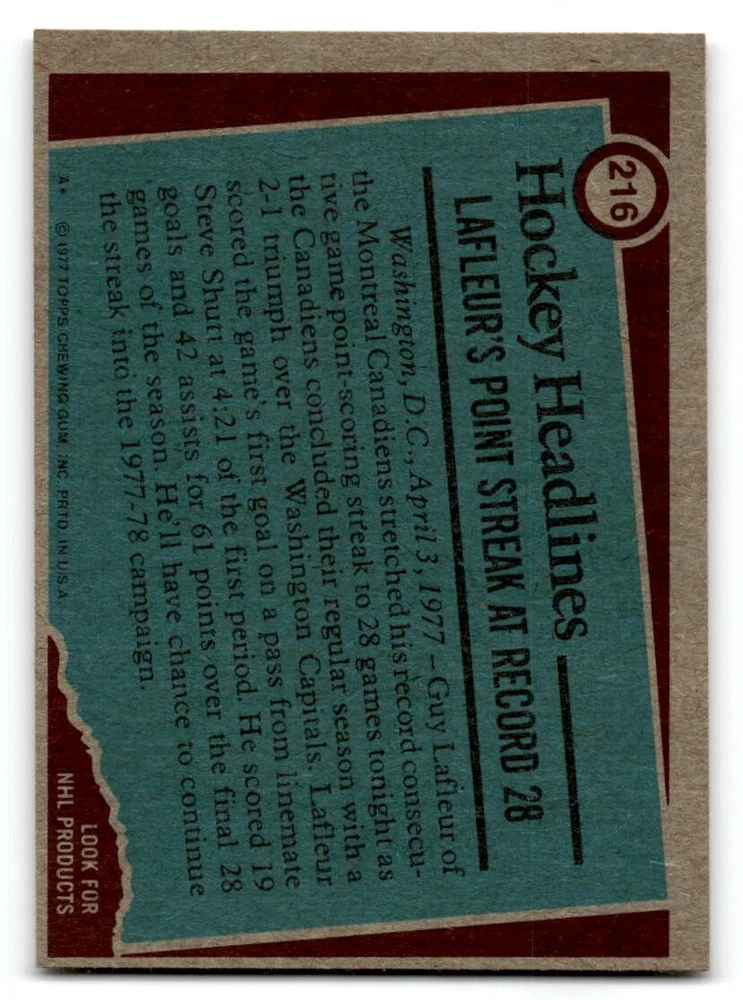 216
Hockey Headlines
LAFLEUR'S POINT STREAK AT RECORD 28
Washington, D.C., April 3, 1977 – Guy Lafleur of
the Montreal Canadiens stretched his record consecu-
tive game point-scoring streak to 28 games tonight as
the Canadiens concluded their regular season with a
2-1 triumph over the Washington Capitals. Lafleur
scored the game's first goal on a pass from linemate
Steve Shutt at 4:21 of the first period. He scored 19
goals and 42 assists for 61 points over the final 28
games of the season. He'll have chance to continue
the streak into the 1977-78 campaign.
A* ©1977 TOPPS CHEWING GUM, INC. PRTD. IN U.S.A.
LOOK FOR
NHL PRODUCTS